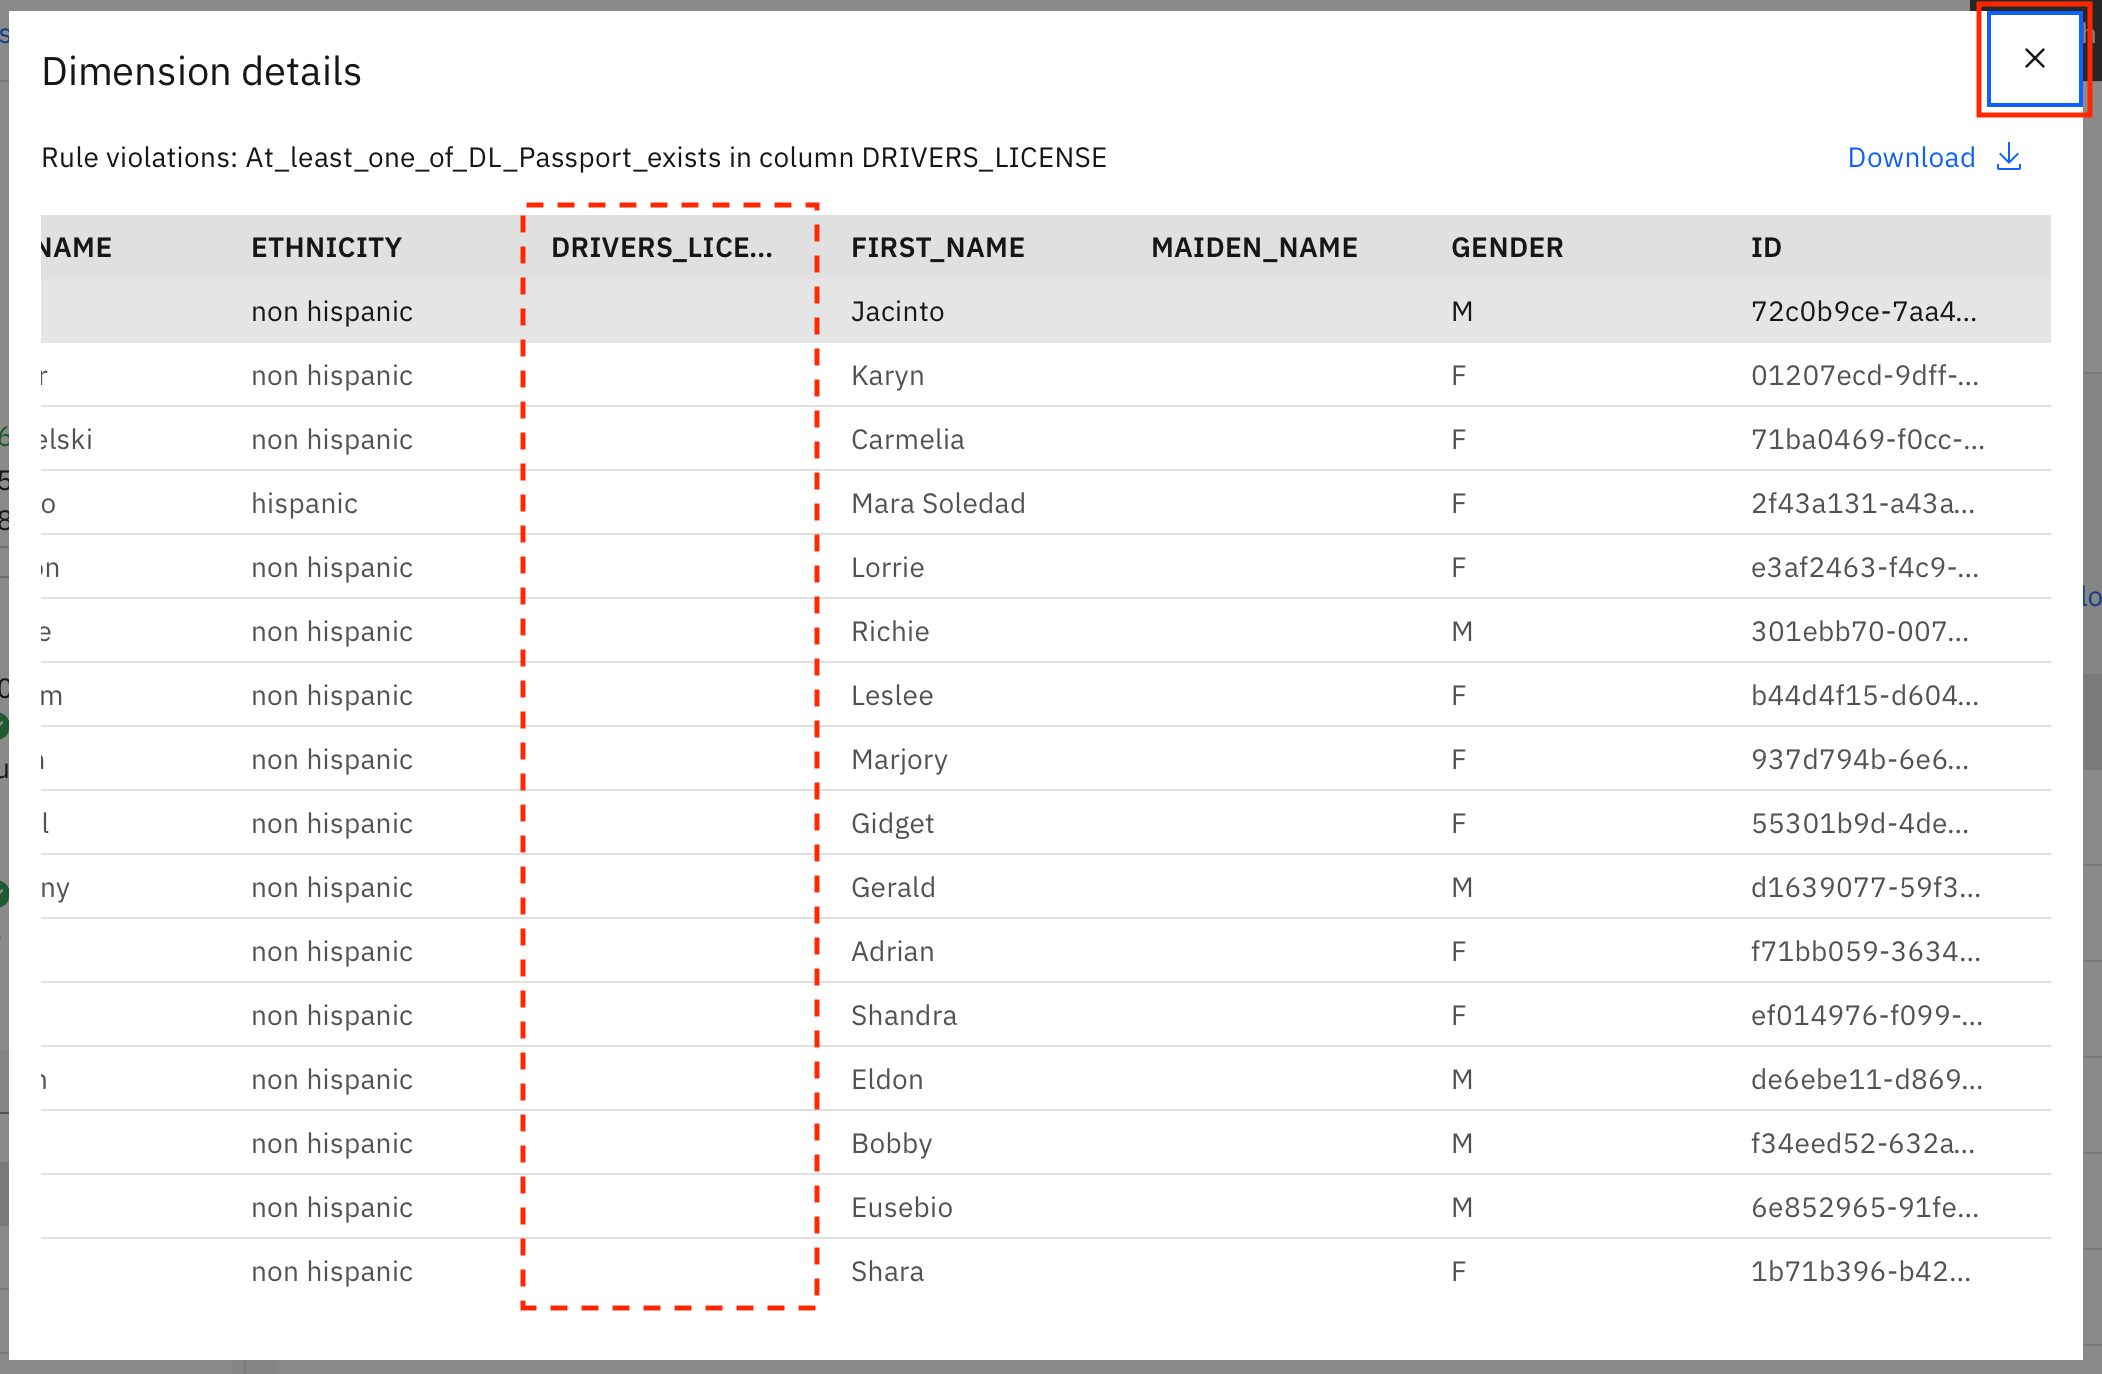 Dimension details
Rule violations: At_least_one_of_DL_Passport_exists in column DRIVERS_LICENSE Download
NAME ETHNICITY DRIVERS_LICE... FIRST_NAME MAIDEN_NAME GENDER ID
non hispanic Jacinto M 72c0b9ce-7aa4...
r non hispanic Karyn F 01207ecd-9dff-...
elski non hispanic Carmelia F 71ba0469-f0cc-...
o hispanic Mara Soledad F 2f43a131-a43a...
on non hispanic Lorrie F e3af2463-f4c9-...
e non hispanic Richie M 301ebb70-007...
m non hispanic Leslee F b44d4f15-d604...
non hispanic Marjory F 937d794b-6e6...
l non hispanic Gidget F 55301b9d-4de...
ny non hispanic Gerald M d1639077-59f3...
non hispanic Adrian F f71bb059-3634...
non hispanic Shandra F ef014976-f099-...
non hispanic Eldon M de6ebe11-d869...
non hispanic Bobby M f34eed52-632a...
non hispanic Eusebio M 6e852965-91fe...
non hispanic Shara F 1b71b396-b42...